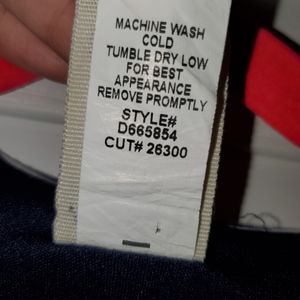 MACHINE WASH
COLD
TUMBLE DRY LOW
FOR BEST
APPEARANCE
REMOVE PROMPTLY
STYLE#
D665854
CUT# 26300